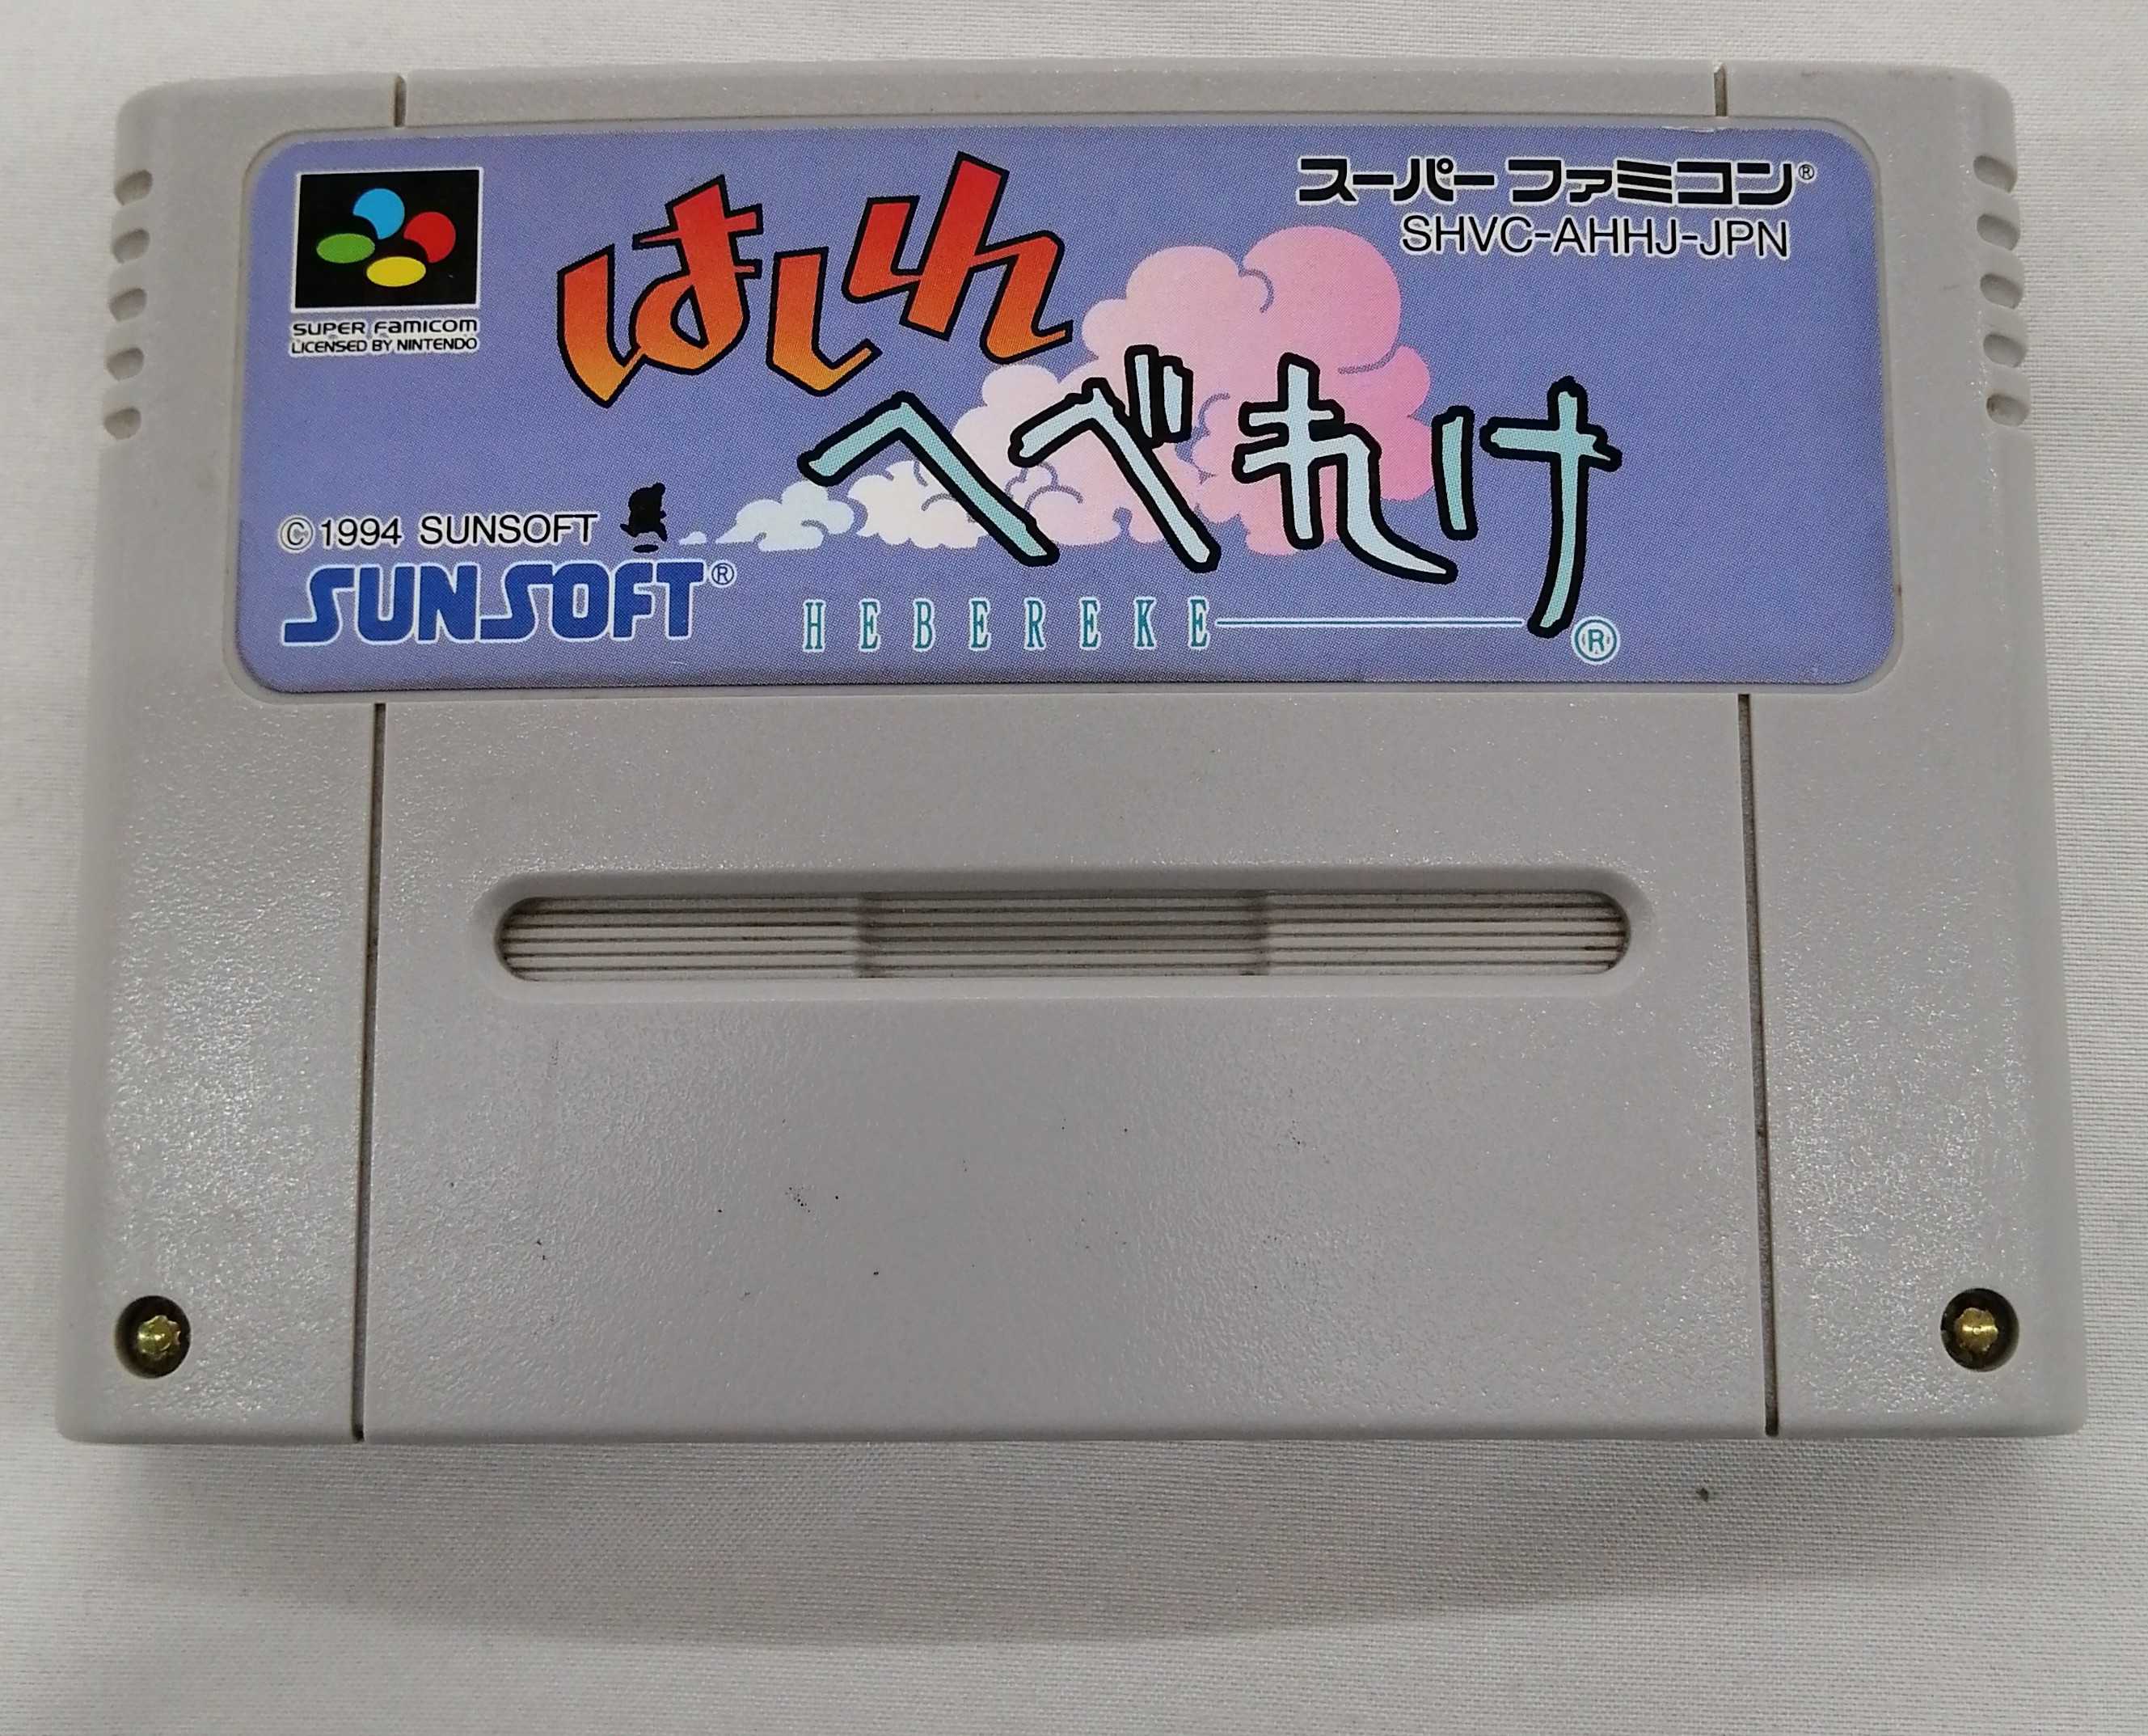 スーパーファミコン®
SHVC-AHHJ-JPN
SUPER FAMICOM
LICENSED BY NINTENDO
はしれ
へべれけ
©1994 SUNSOFT
SUNSOFT®
HEBEREKE ®